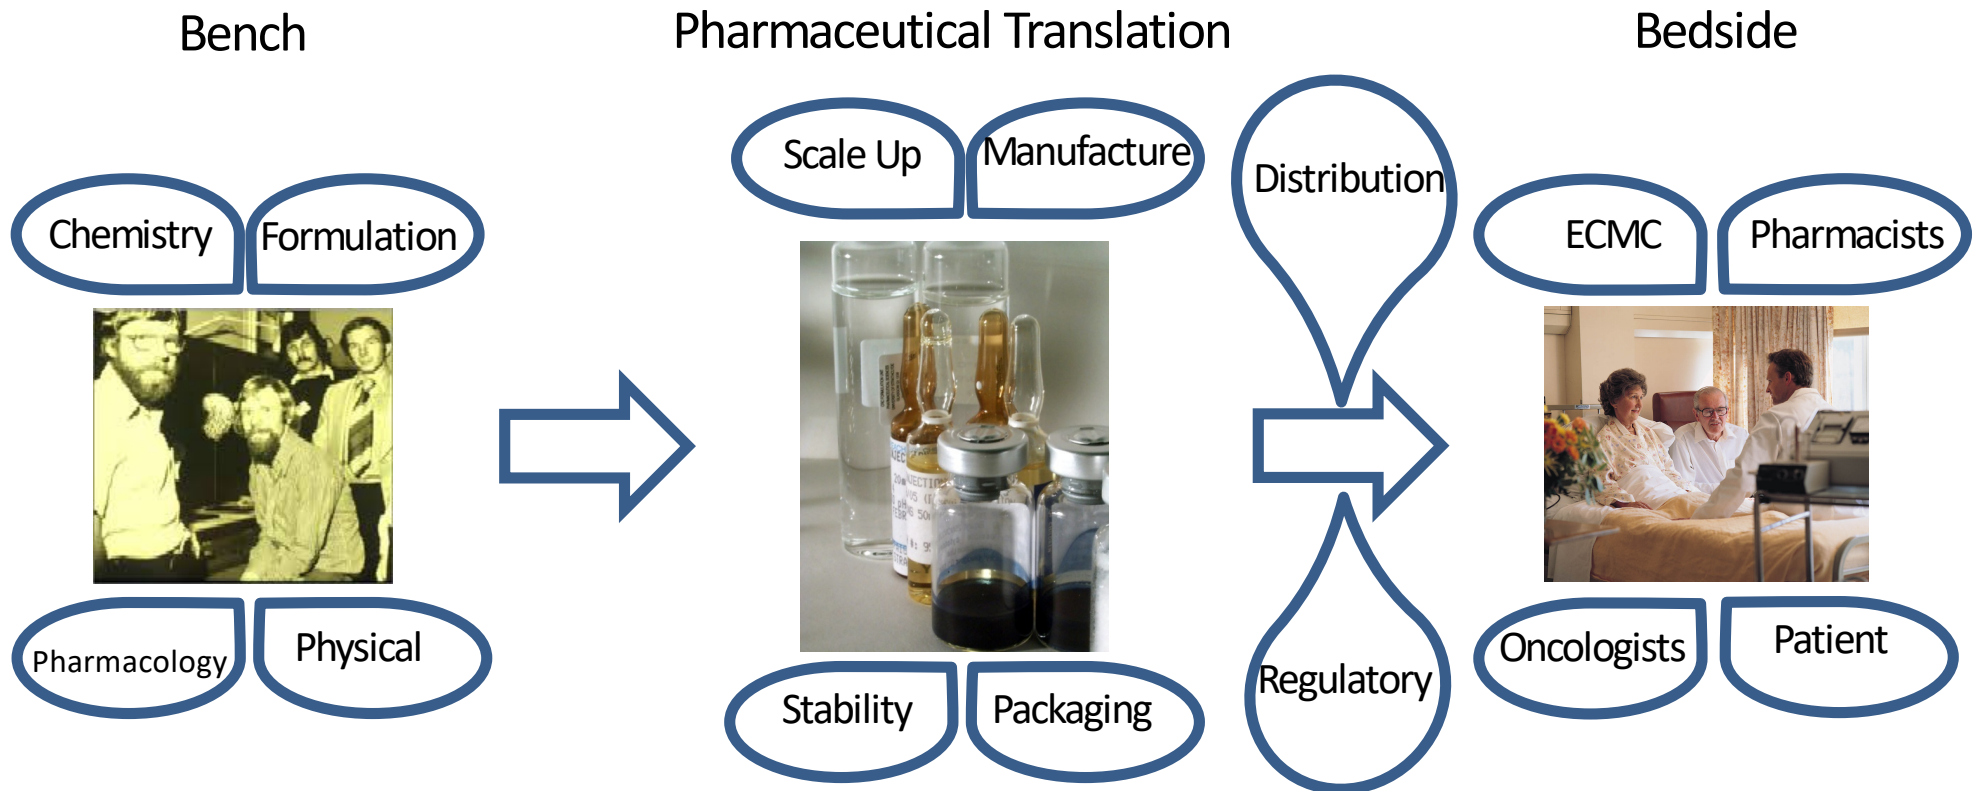 Bench
Pharmaceutical Translation
Bedside
Chemistry
Formulation
Pharmacology
Physical
Scale Up
Manufacture
Stability
Packaging
Distribution
Regulatory
ECMC
Pharmacists
Oncologists
Patient